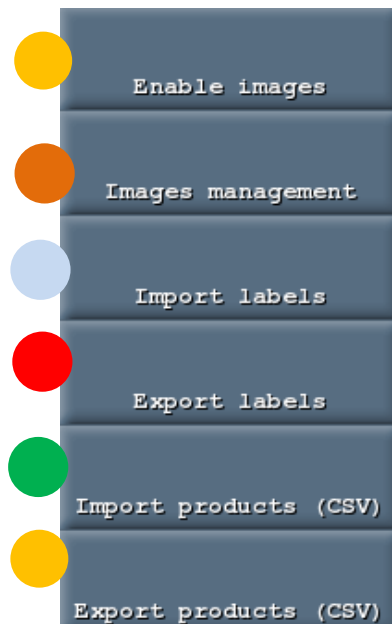 Enable images
Images management
Import labels
Export labels
Import products (CSV)
Export products (CSV)